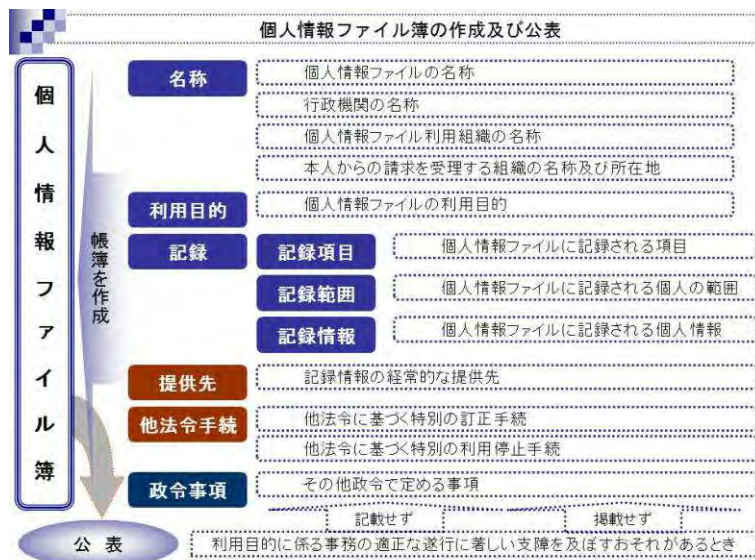 個人情報ファイル簿の作成及び公表
個人情報ファイル簿
帳簿を作成
名称
個人情報ファイルの名称
行政機関の名称
個人情報ファイル利用組織の名称
本人からの請求を受理する組織の名称及び所在地
利用目的
個人情報ファイルの利用目的
記録
記録項目
個人情報ファイルに記録される項目
記録範囲
個人情報ファイルに記録される個人の範囲
記録情報
個人情報ファイルに記録される個人情報
提供先
記録情報の経常的な提供先
他法令手続
他法令に基づく特別の訂正手続
他法令に基づく特別の利用停止手続
政令事項
その他政令で定める事項
記載せず
掲載せず
公表
利用目的に係る事務の適正な遂行に著しい支障を及ぼすおそれがあるとき